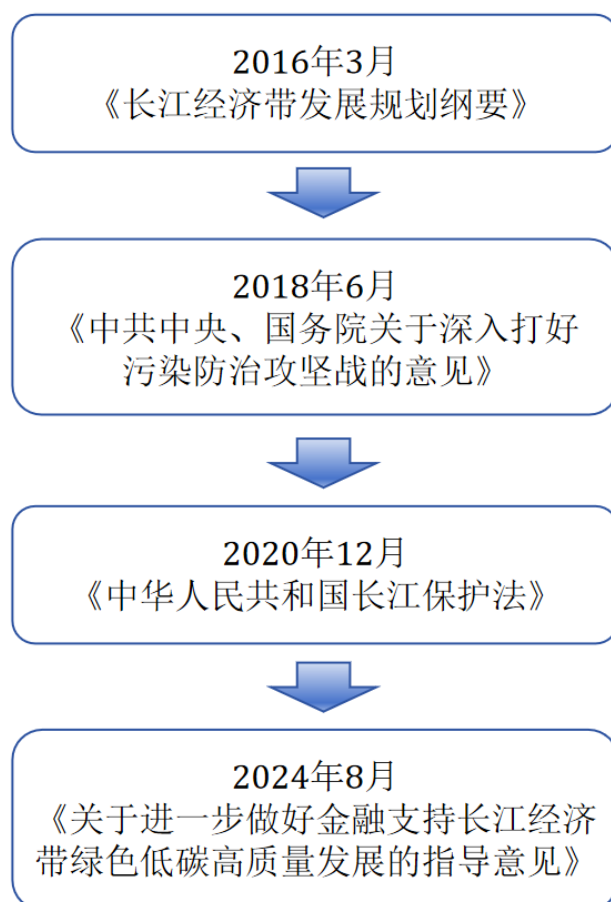 2016年3月
《长江经济带发展规划纲要》
2018年6月
《中共中央、国务院关于深入打好
污染防治攻坚战的意见》
2020年12月
《中华人民共和国长江保护法》
2024年8月
《关于进一步做好金融支持长江经济
带绿色低碳高质量发展的指导意见》